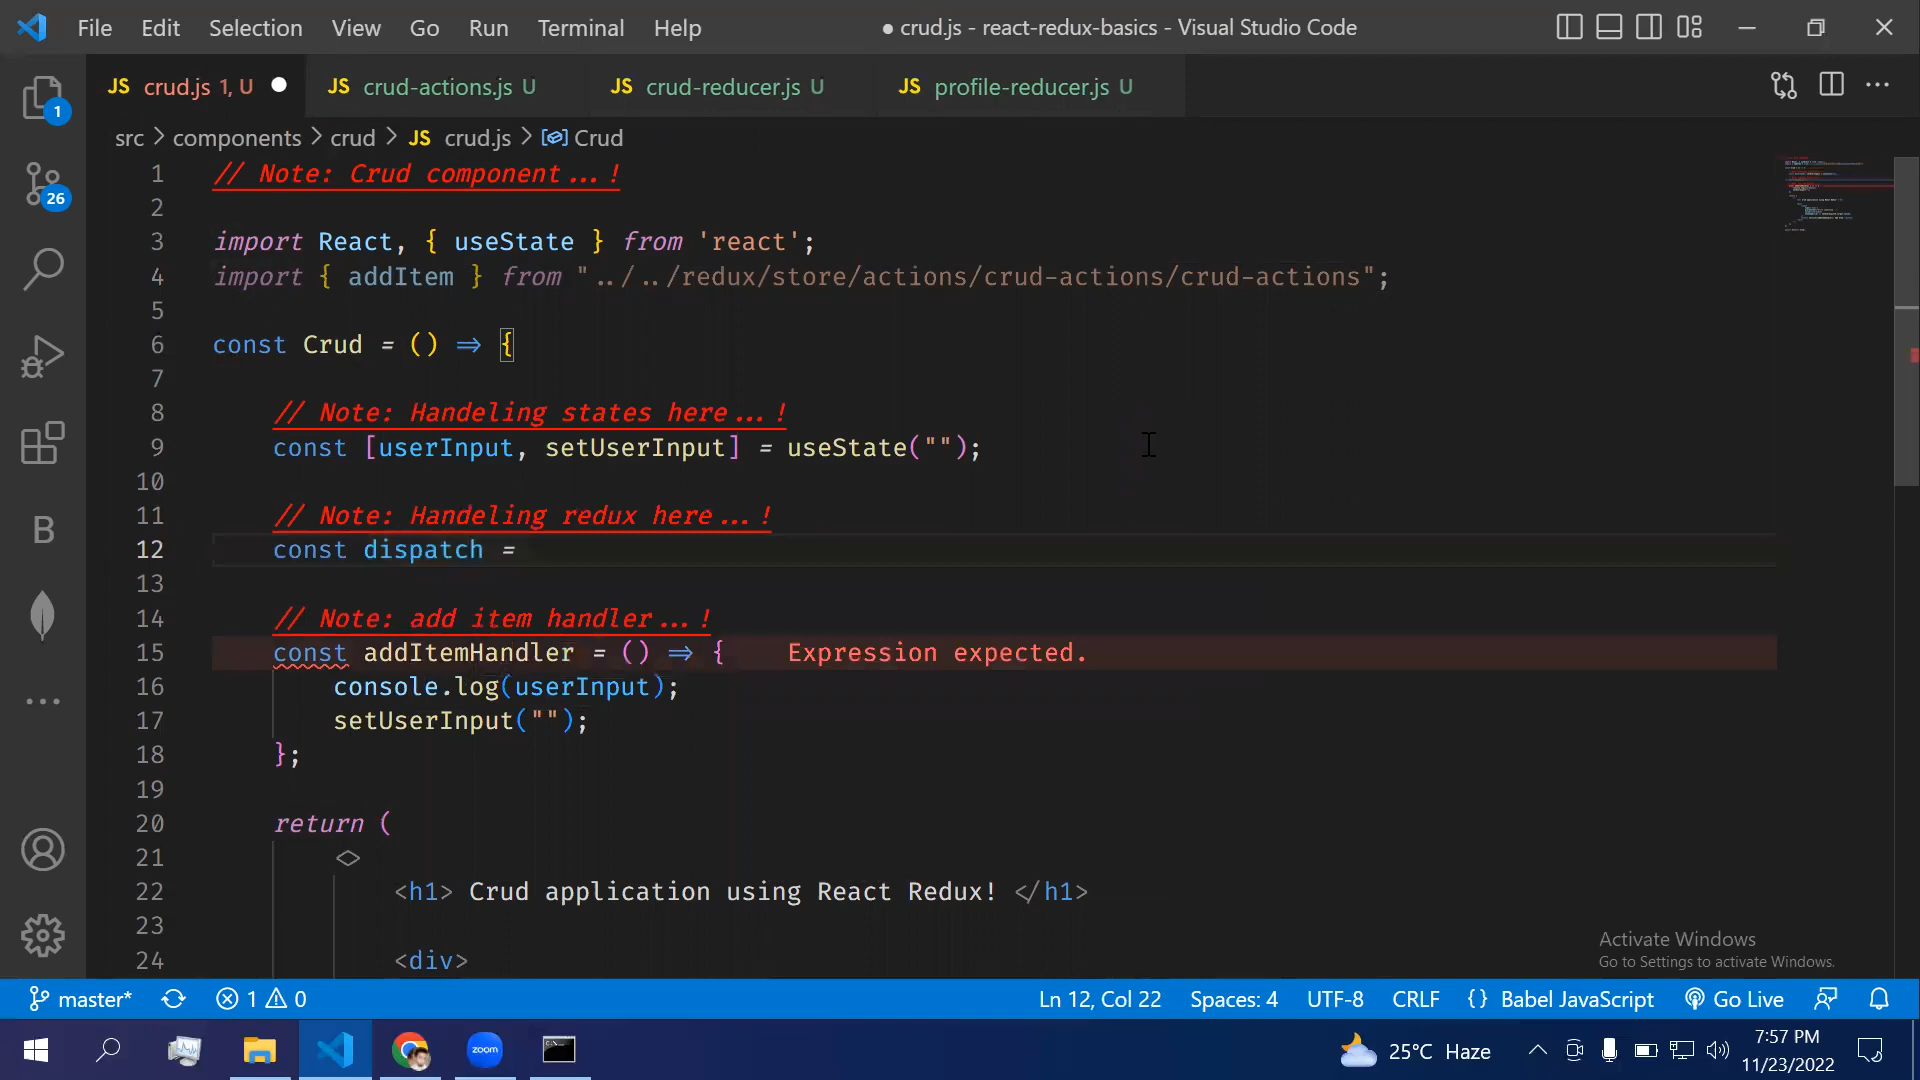 File Edit Selection View Go Run Terminal Help ● crud.js - react-redux-basics - Visual Studio Code
JS crud.js 1, U JS crud-actions.js U JS crud-reducer.js U JS profile-reducer.js U
1
src > components > crud > JS crud.js > Crud
1 // Note: Crud component...!
2
3 import React, { useState } from 'react';
4 import { addItem } from "../../redux/store/actions/crud-actions/crud-actions";
5
6 const Crud = () => {
7
8 // Note: Handeling states here...!
9 const [userInput, setUserInput] = useState("");
10
11 // Note: Handeling redux here...!
12 const dispatch =
13
14 // Note: add item handler...!
15 const addItemHandler = () => { Expression expected.
16 console.log(userInput);
17 setUserInput("");
18 };
19
20 return (
21 <>
22 <h1> Crud application using React Redux! </h1>
23
24 <div>
26
B
Activate Windows
Go to Settings to activate Windows.
master* 1 0 Ln 12, Col 22 Spaces: 4 UTF-8 CRLF {} Babel JavaScript Go Live
zoom 25°C Haze 7:57 PM
11/23/2022